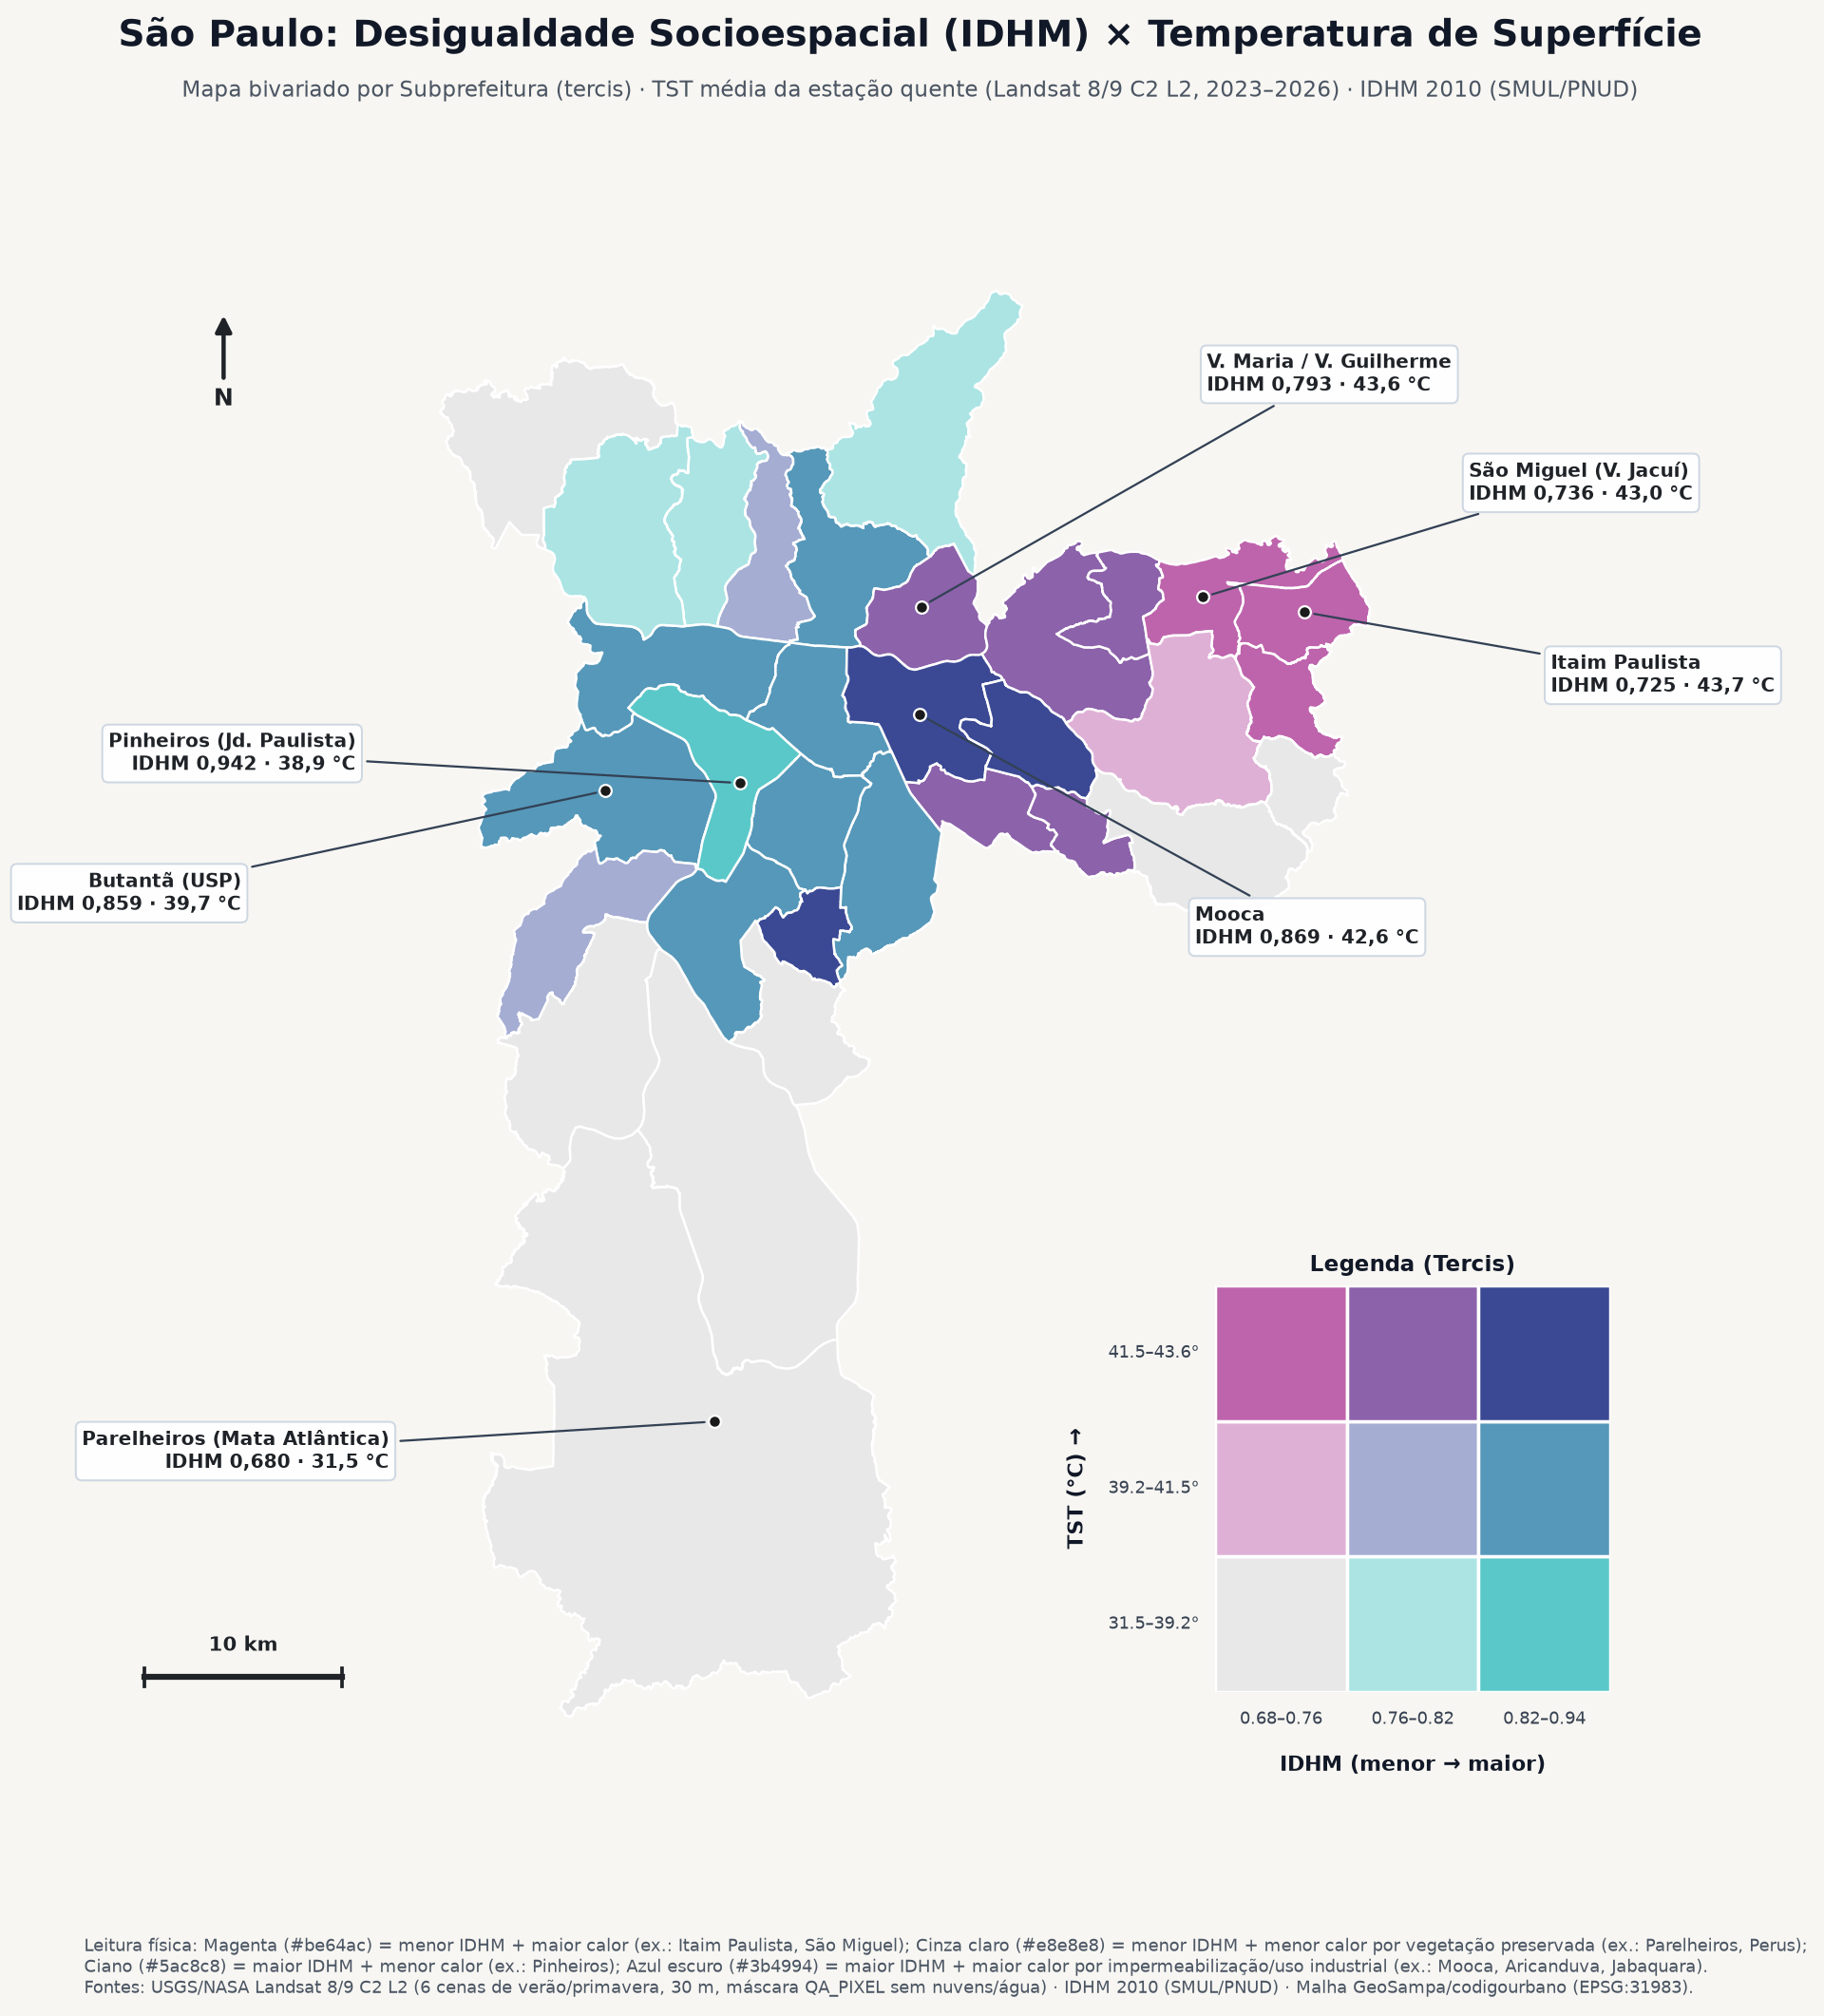 São Paulo: Desigualdade Socioespacial (IDHM) × Temperatura de Superfície
Mapa bivariado por Subprefeitura (tercis) · TST média da estação quente (Landsat 8/9 C2 L2, 2023–2026) · IDHM 2010 (SMUL/PNUD)
N
V. Maria / V. Guilherme
IDHM 0,793 · 43,6 °C
São Miguel (V. Jacuí)
IDHM 0,736 · 43,0 °C
Itaim Paulista
IDHM 0,725 · 43,7 °C
Pinheiros (Jd. Paulista)
IDHM 0,942 · 38,9 °C
Butantã (USP)
IDHM 0,859 · 39,7 °C
Mooca
IDHM 0,869 · 42,6 °C
Parelheiros (Mata Atlântica)
IDHM 0,680 · 31,5 °C
10 km
Legenda (Tercis)
TST (°C) →
41.5–43.6°
39.2–41.5°
31.5–39.2°
0.68–0.76 0.76–0.82 0.82–0.94
IDHM (menor → maior)
Leitura física: Magenta (#be64ac) = menor IDHM + maior calor (ex.: Itaim Paulista, São Miguel); Cinza claro (#e8e8e8) = menor IDHM + menor calor por vegetação preservada (ex.: Parelheiros, Perus);
Ciano (#5ac8c8) = maior IDHM + menor calor (ex.: Pinheiros); Azul escuro (#3b4994) = maior IDHM + maior calor por impermeabilização/uso industrial (ex.: Mooca, Aricanduva, Jabaquara).
Fontes: USGS/NASA Landsat 8/9 C2 L2 (6 cenas de verão/primavera, 30 m, máscara QA_PIXEL sem nuvens/água) · IDHM 2010 (SMUL/PNUD) · Malha GeoSampa/codigourbano (EPSG:31983).